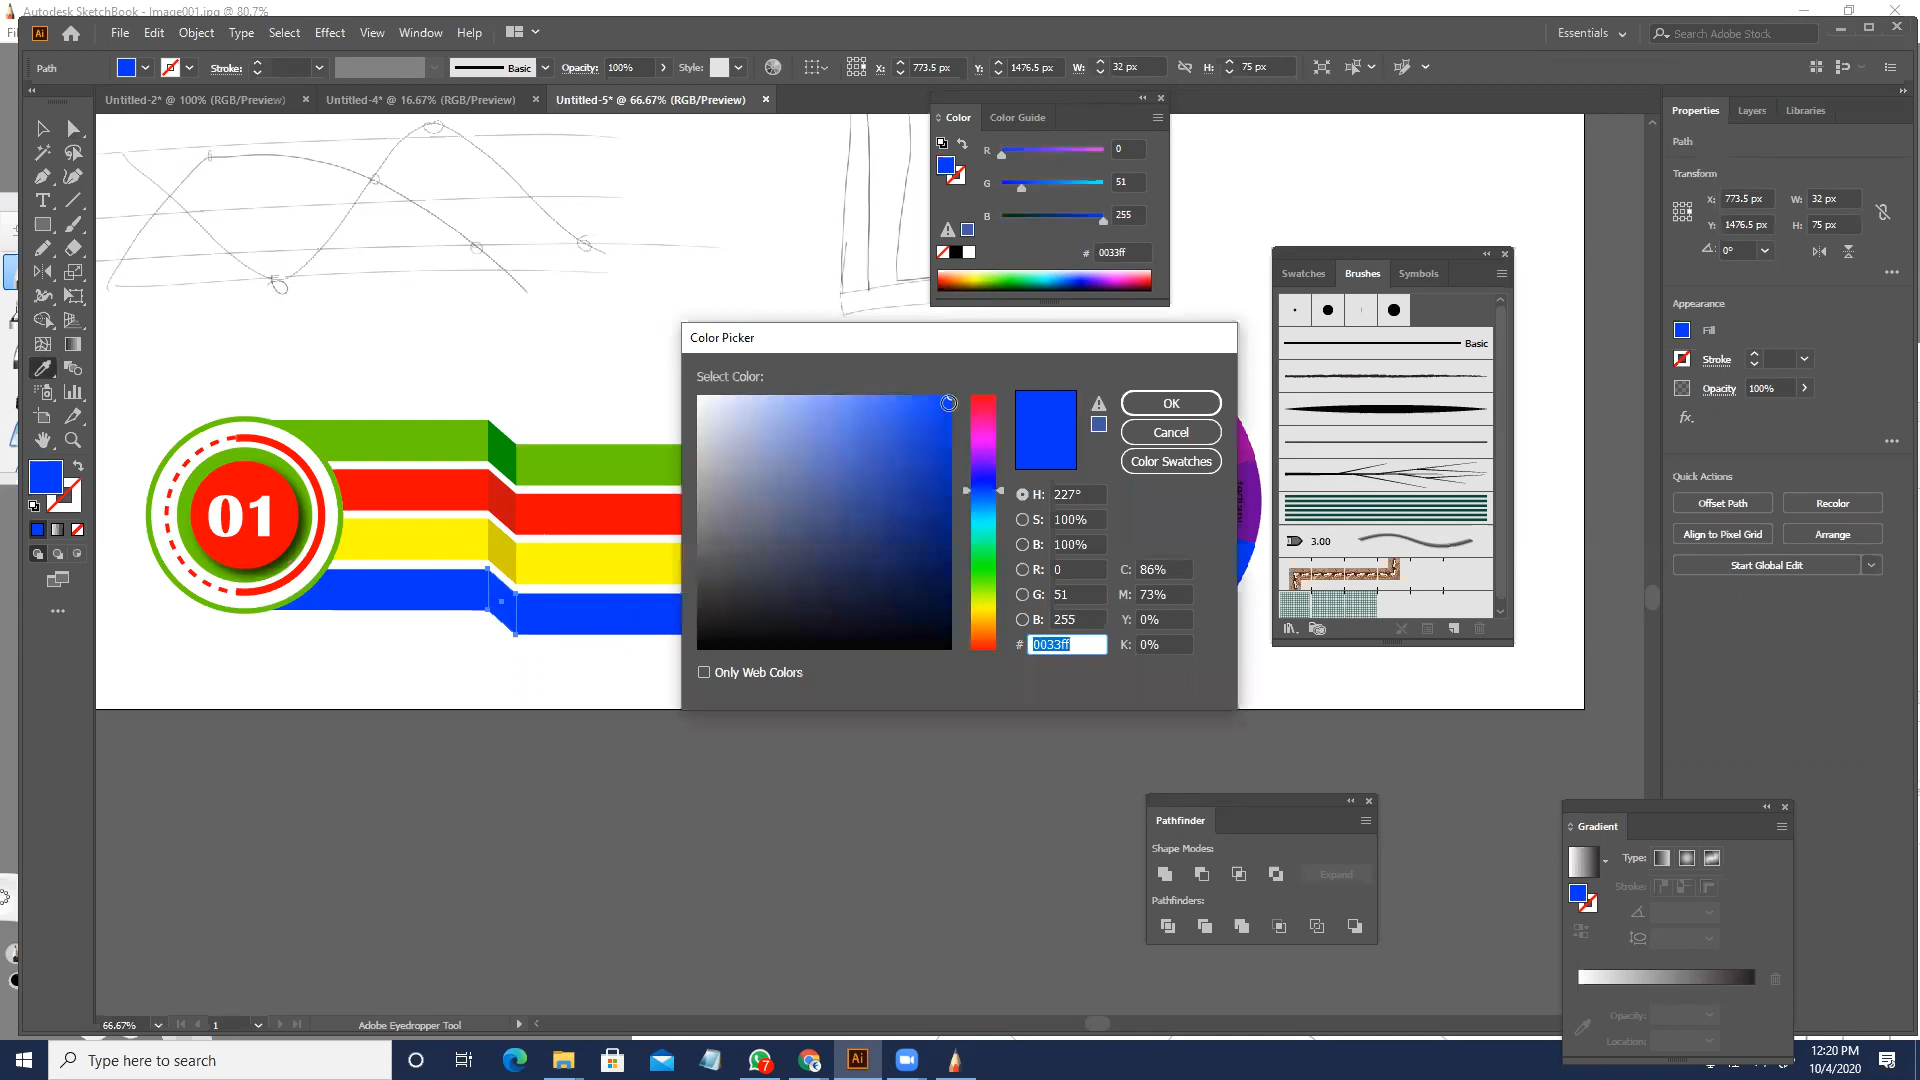 Autodesk SketchBook - Image001.jpg @ 80.7%
File Edit Object Type Select Effect View Window Help
Essentials
Search Adobe Stock
Path
Stroke:
Basic
Opacity: 100%
Style:
X: 773.5 px
Y: 1476.5 px
W: 32 px
H: 75 px
Untitled-2* @ 100% (RGB/Preview)
Untitled-4* @ 16.67% (RGB/Preview)
Untitled-5* @ 66.67% (RGB/Preview)
Color
Color Guide
R 0
G 51
B 255
# 0033ff
Properties
Layers
Libraries
Path
Transform
X: 773.5 px
W: 32 px
Y: 1476.5 px
H: 75 px
0°
Appearance
Fill
Stroke
Opacity 100%
fx.
Quick Actions
Offset Path
Recolor
Align to Pixel Grid
Arrange
Start Global Edit
Swatches
Brushes
Symbols
Basic
3.00
Color Picker
Select Color:
OK
Cancel
Color Swatches
H: 227°
S: 100%
B: 100%
R: 0
C: 86%
G: 51
M: 73%
B: 255
Y: 0%
# 0033ff
K: 0%
Only Web Colors
01
Pathfinder
Shape Modes:
Expand
Pathfinders:
Gradient
Type:
Stroke:
Opacity:
Location:
66.67%
1
Adobe Eyedropper Tool
Type here to search
7
12:20 PM
10/4/2020